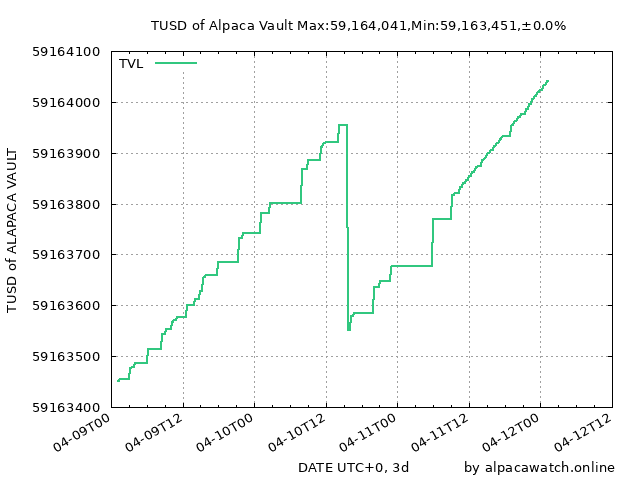 TUSD of Alpaca Vault Max:59,164,041,Min:59,163,451,±0.0%
TVL
59164100
59164000
59163900
59163800
59163700
59163600
59163500
59163400
TUSD of ALAPACA VAULT
04-09T00
04-09T12
04-10T00
04-10T12
04-11T00
04-11T12
04-12T00
04-12T12
DATE UTC+0, 3d
by alpacawatch.online